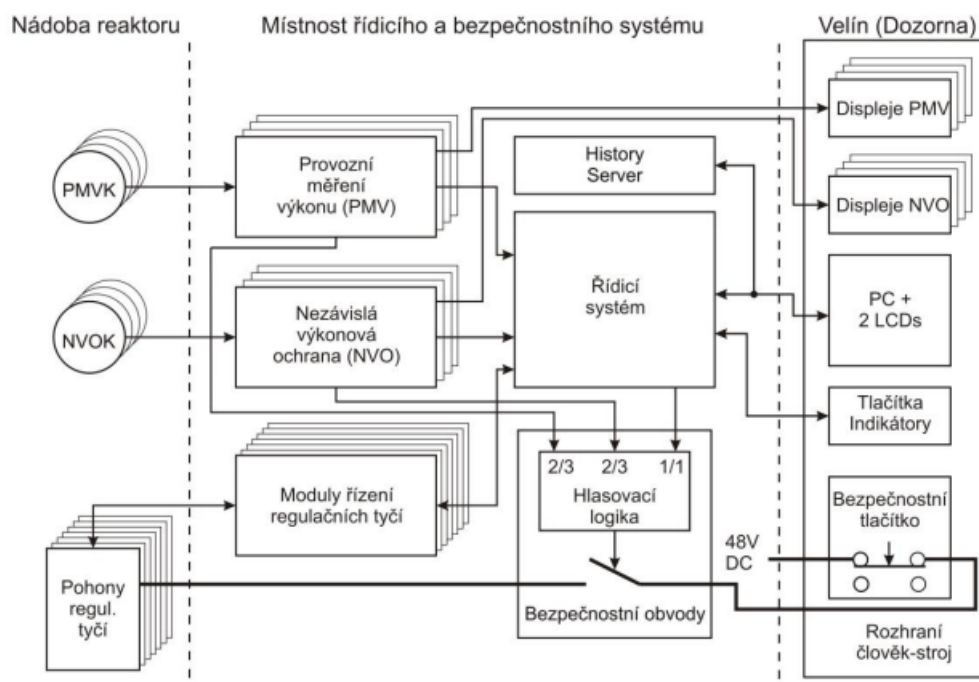 Nádoba reaktoru
Místnost řídicího a bezpečnostního systému
Velín (Dozorna)
PMVK
Provozní
měření
výkonu (PMV)
History
Server
Displeje PMV
Displeje NVO
NVOK
Nezávislá
výkonová
ochrana (NVO)
Řídicí
systém
PC +
2 LCDs
Tlačítka
Indikátory
Moduly řízení
regulačních tyčí
2/3 2/3 1/1
Hlasovací
logika
Bezpečnostní
tlačítko
48V
DC
Pohony
regul.
tyčí
Bezpečnostní obvody
Rozhraní
člověk-stroj